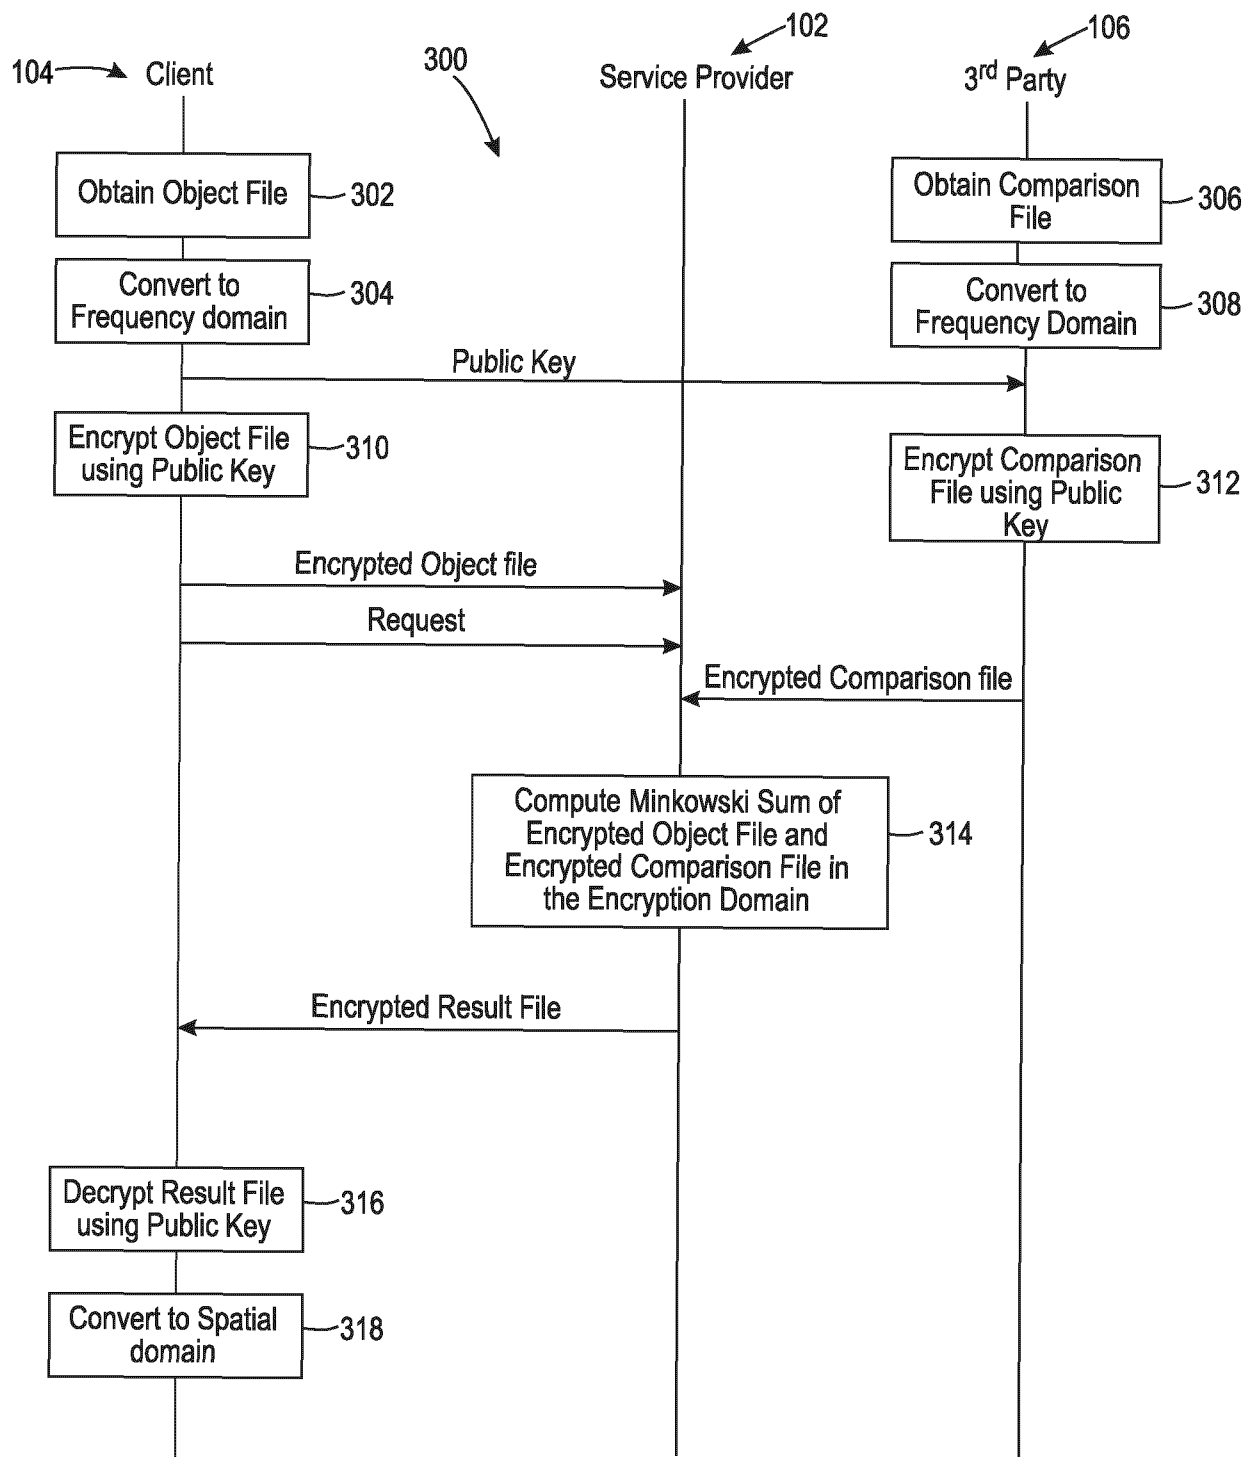 102
106
104
Client
300
Service Provider
3rd Party
Obtain Object File
302
Obtain Comparison
File
306
Convert to
Frequency domain
304
Convert to
Frequency Domain
308
Public Key
Encrypt Object File
using Public Key
310
Encrypt Comparison
File using Public
Key
312
Encrypted Object file
Request
Encrypted Comparison file
Compute Minkowski Sum of
Encrypted Object File and
Encrypted Comparison File in
the Encryption Domain
314
Encrypted Result File
Decrypt Result File
using Public Key
316
Convert to Spatial
domain
318